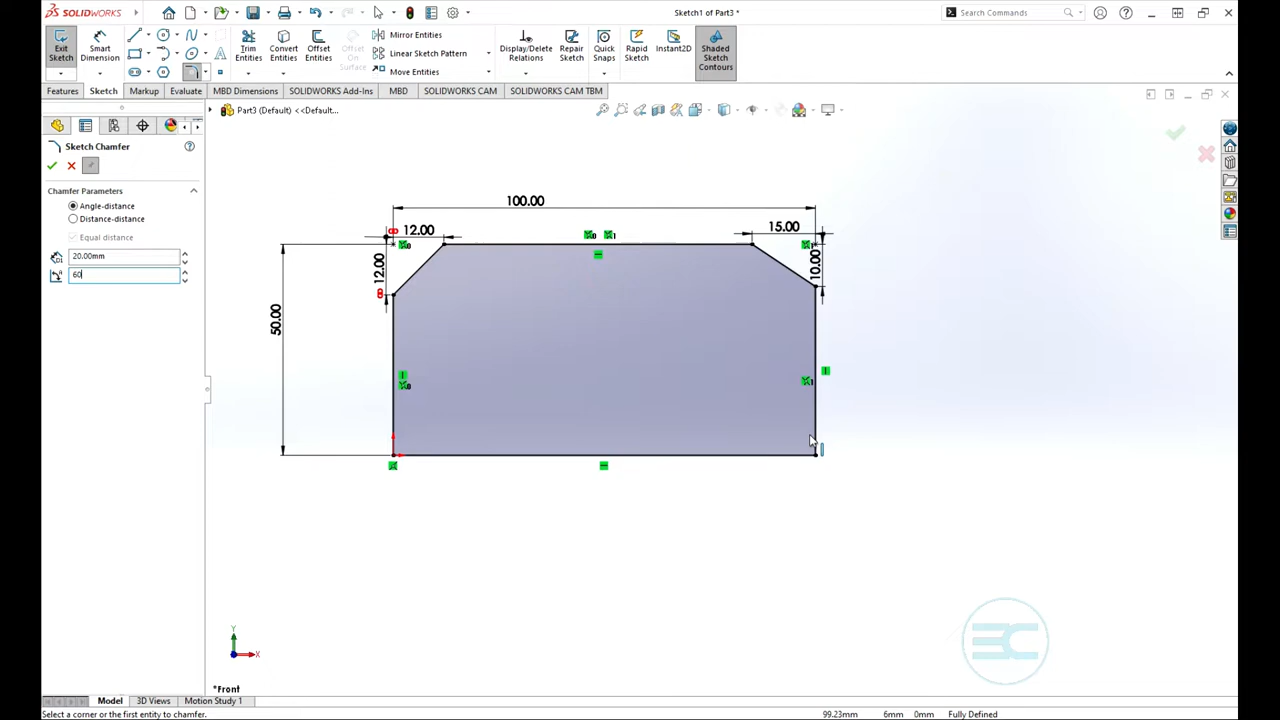 SOLIDWORKS
Sketch1 of Part3 *
Search Commands
Exit Sketch
Smart Dimension
Trim Entities
Convert Entities
Offset Entities
Offset On Surface
Mirror Entities
Linear Sketch Pattern
Move Entities
Display/Delete Relations
Repair Sketch
Quick Snaps
Rapid Sketch
Instant2D
Shaded Sketch Contours
Features
Sketch
Markup
Evaluate
MBD Dimensions
SOLIDWORKS Add-Ins
MBD
SOLIDWORKS CAM
SOLIDWORKS CAM TBM
Part3 (Default) <<Default...
Sketch Chamfer
Chamfer Parameters
Angle-distance
Distance-distance
Equal distance
20.00mm
60
100.00
12.00
15.00
12.00
10.00
50.00
Y
X
*Front
Model
3D Views
Motion Study 1
Select a corner or the first entity to chamfer.
99.23mm
6mm
0mm
Fully Defined